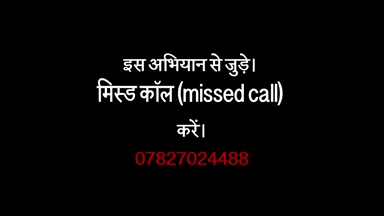 इस अभियान से जुड़े।
मिस्ड कॉल (missed call)
करें।
07827024488